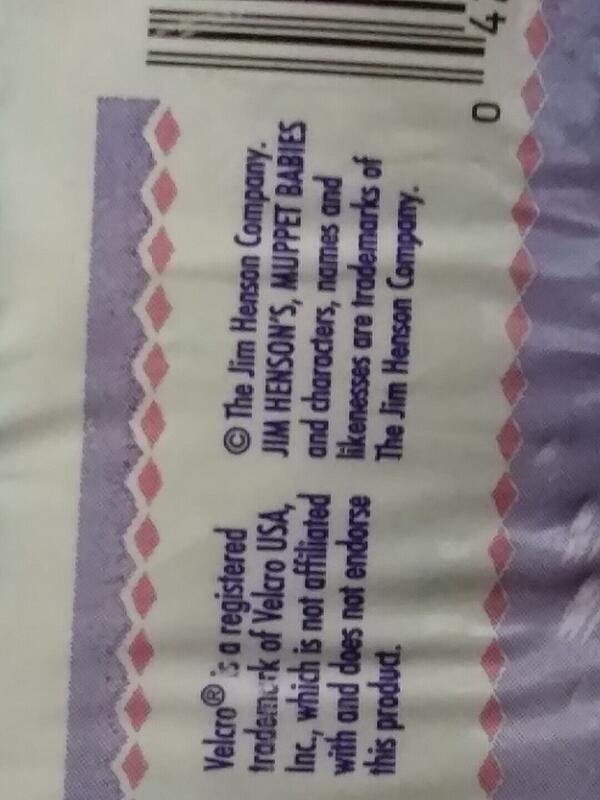 Velcro® is a registered
trademark of Velcro USA,
Inc., which is not affiliated
with and does not endorse
this product.
© The Jim Henson Company.
JIM HENSON'S, MUPPET BABIES
and characters, names and
likenesses are trademarks of
The Jim Henson Company.
0